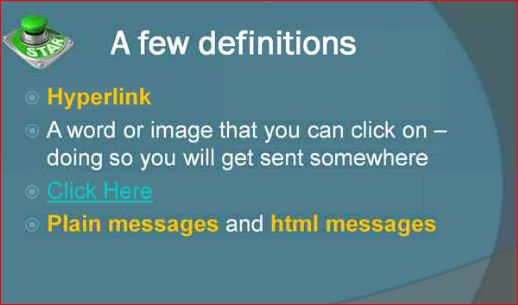 START
A few definitions
Hyperlink
A word or image that you can click on –
doing so you will get sent somewhere
Click Here
Plain messages and html messages